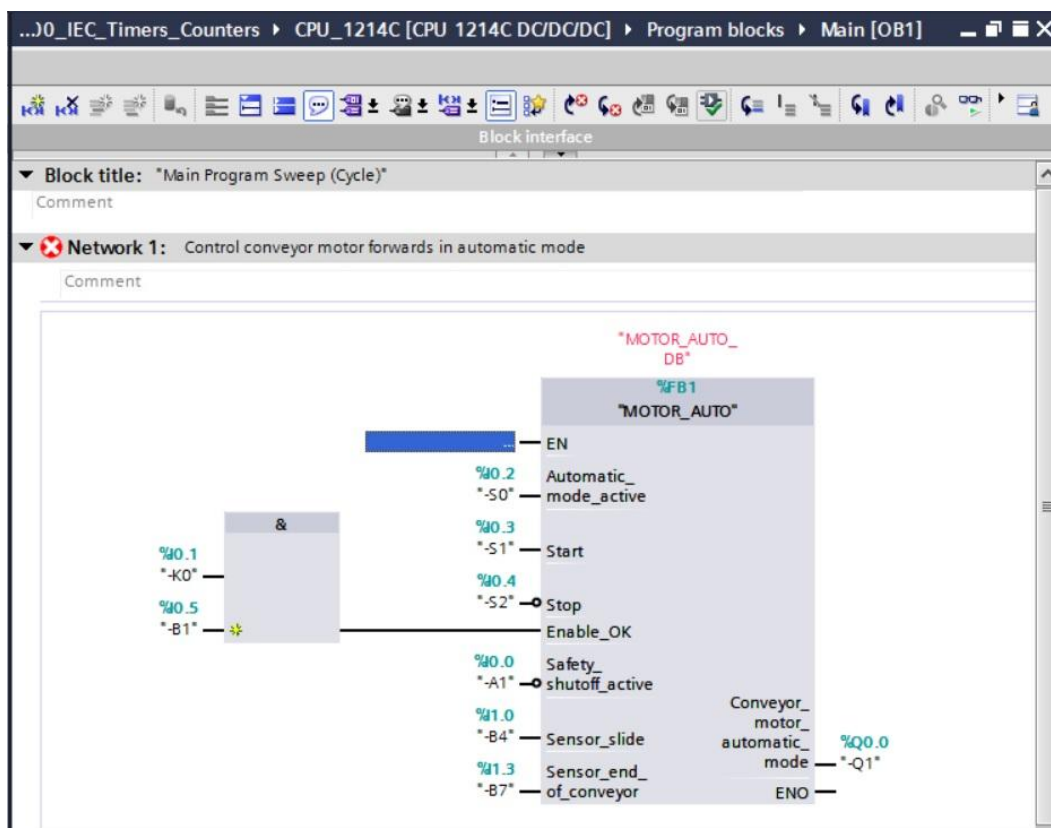 ...)0_IEC_Timers_Counters ▸ CPU_1214C [CPU 1214C DC/DC/DC] ▸ Program blocks ▸ Main [OB1]
Block interface
Block title: "Main Program Sweep (Cycle)"
Comment
Network 1: Control conveyor motor forwards in automatic mode
Comment
"MOTOR_AUTO_
DB"
%FB1
"MOTOR_AUTO"
... EN
%I0.2
"-S0"
Automatic_
mode_active
%I0.3
"-S1"
Start
%I0.4
"-S2"
Stop
&
%I0.1
"-K0"
%I0.5
"-B1"
Enable_OK
%I0.0
"-A1"
Safety_
shutoff_active
%I1.0
"-B4"
Sensor_slide
%I1.3
"-B7"
Sensor_end_
of_conveyor
Conveyor_
motor_
automatic_
mode
%Q0.0
"-Q1"
ENO